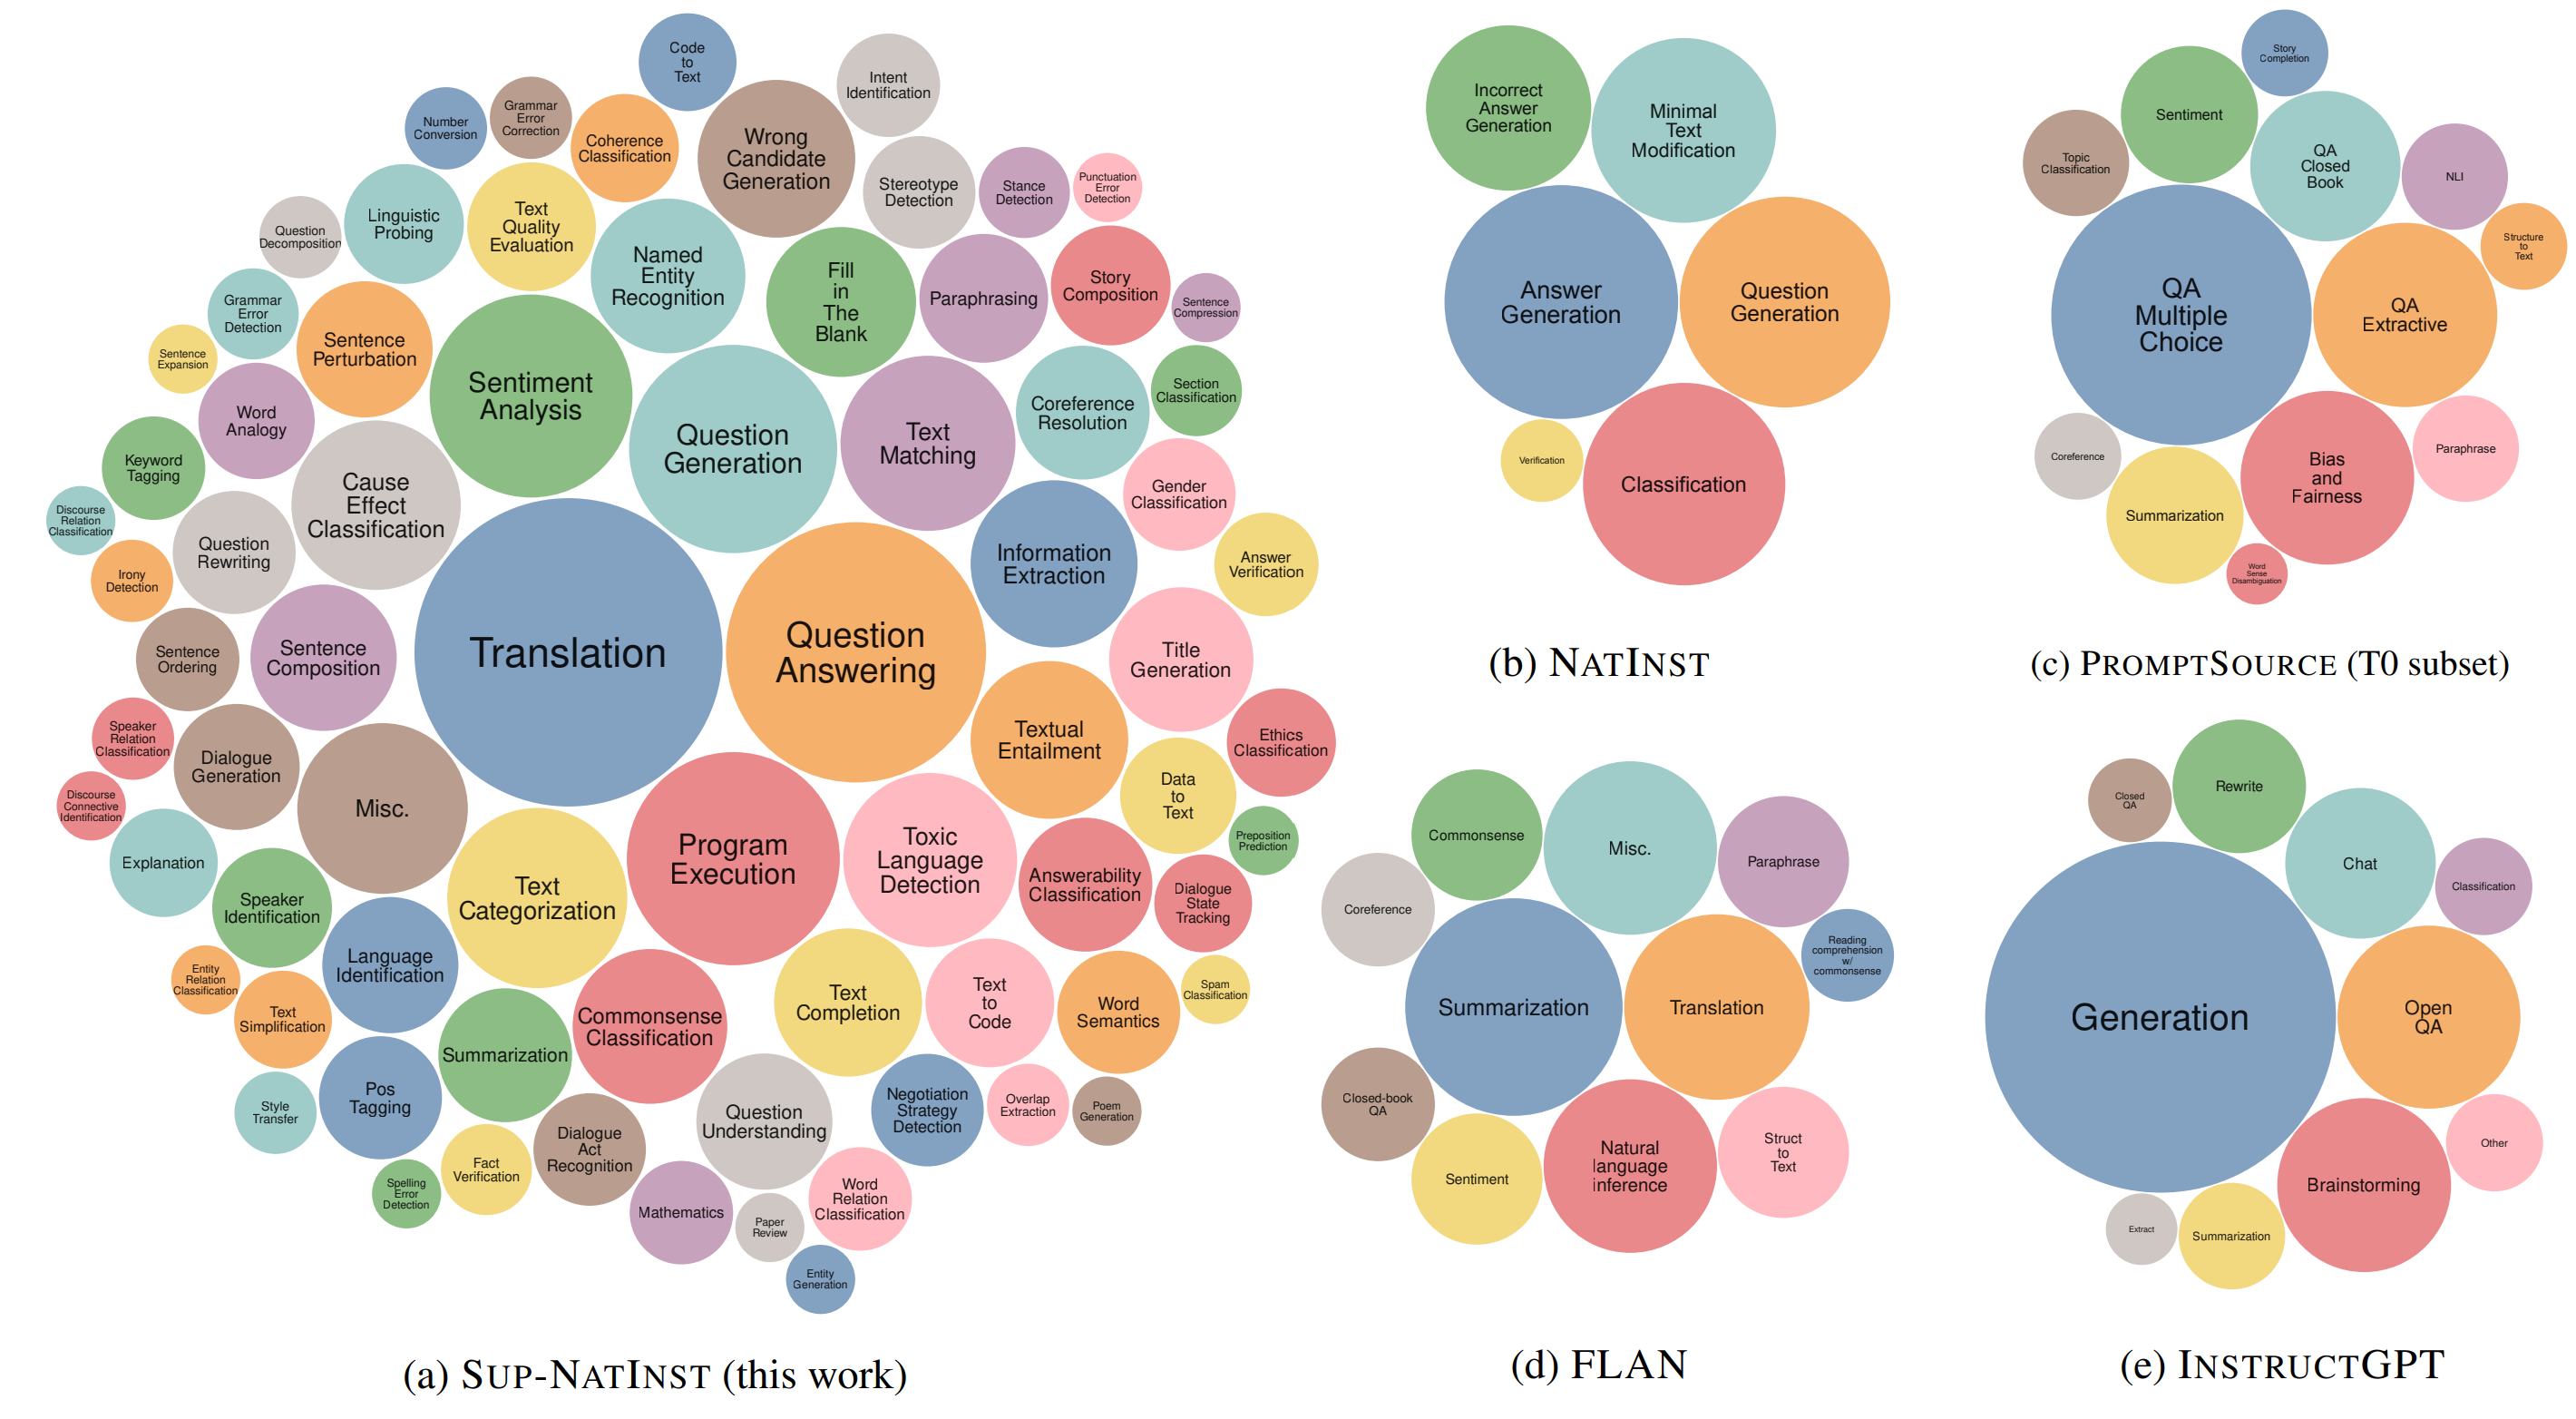 Code
to
Text
Intent
Identification
Number
Conversion
Grammar
Error
Correction
Coherence
Classification
Wrong
Candidate
Generation
Stereotype
Detection
Stance
Detection
Punctuation
Error
Detection
Question
Decomposition
Linguistic
Probing
Text
Quality
Evaluation
Named
Entity
Recognition
Fill
in
The
Blank
Paraphrasing
Story
Composition
Sentence
Compression
Grammar
Error
Detection
Sentence
Expansion
Sentence
Perturbation
Sentiment
Analysis
Question
Generation
Text
Matching
Coreference
Resolution
Section
Classification
Word
Analogy
Keyword
Tagging
Cause
Effect
Classification
Gender
Classification
Discourse
Relation
Classification
Question
Rewriting
Information
Extraction
Answer
Verification
Irony
Detection
Sentence
Ordering
Sentence
Composition
Translation
Question
Answering
Title
Generation
Speaker
Relation
Classification
Dialogue
Generation
Textual
Entailment
Ethics
Classification
Discourse
Connective
Identification
Misc.
Data
to
Text
Preposition
Prediction
Explanation
Speaker
Identification
Text
Categorization
Program
Execution
Toxic
Language
Detection
Answerability
Classification
Dialogue
State
Tracking
Entity
Relation
Classification
Language
Identification
Text
Simplification
Commonsense
Classification
Text
Completion
Text
to
Code
Word
Semantics
Spam
Classification
Summarization
Style
Transfer
Pos
Tagging
Question
Understanding
Negotiation
Strategy
Detection
Overlap
Extraction
Poem
Generation
Spelling
Error
Detection
Fact
Verification
Dialogue
Act
Recognition
Mathematics
Paper
Review
Word
Relation
Classification
Entity
Generation
(a) SUP-NATINST (this work)
Incorrect
Answer
Generation
Minimal
Text
Modification
Answer
Generation
Question
Generation
Verification
Classification
(b) NATINST
Story
Completion
Sentiment
Topic
Classification
QA
Closed
Book
NLI
Structure
to
Text
QA
Multiple
Choice
QA
Extractive
Coreference
Summarization
Bias
and
Fairness
Paraphrase
Word
Sense
Disambiguation
(c) PROMPTSOURCE (T0 subset)
Commonsense
Misc.
Paraphrase
Coreference
Reading
comprehension
w/
commonsense
Summarization
Translation
Closed-book
QA
Sentiment
Natural
language
inference
Struct
to
Text
(d) FLAN
Closed
QA
Rewrite
Chat
Classification
Generation
Open
QA
Other
Brainstorming
Extract
Summarization
(e) INSTRUCTGPT